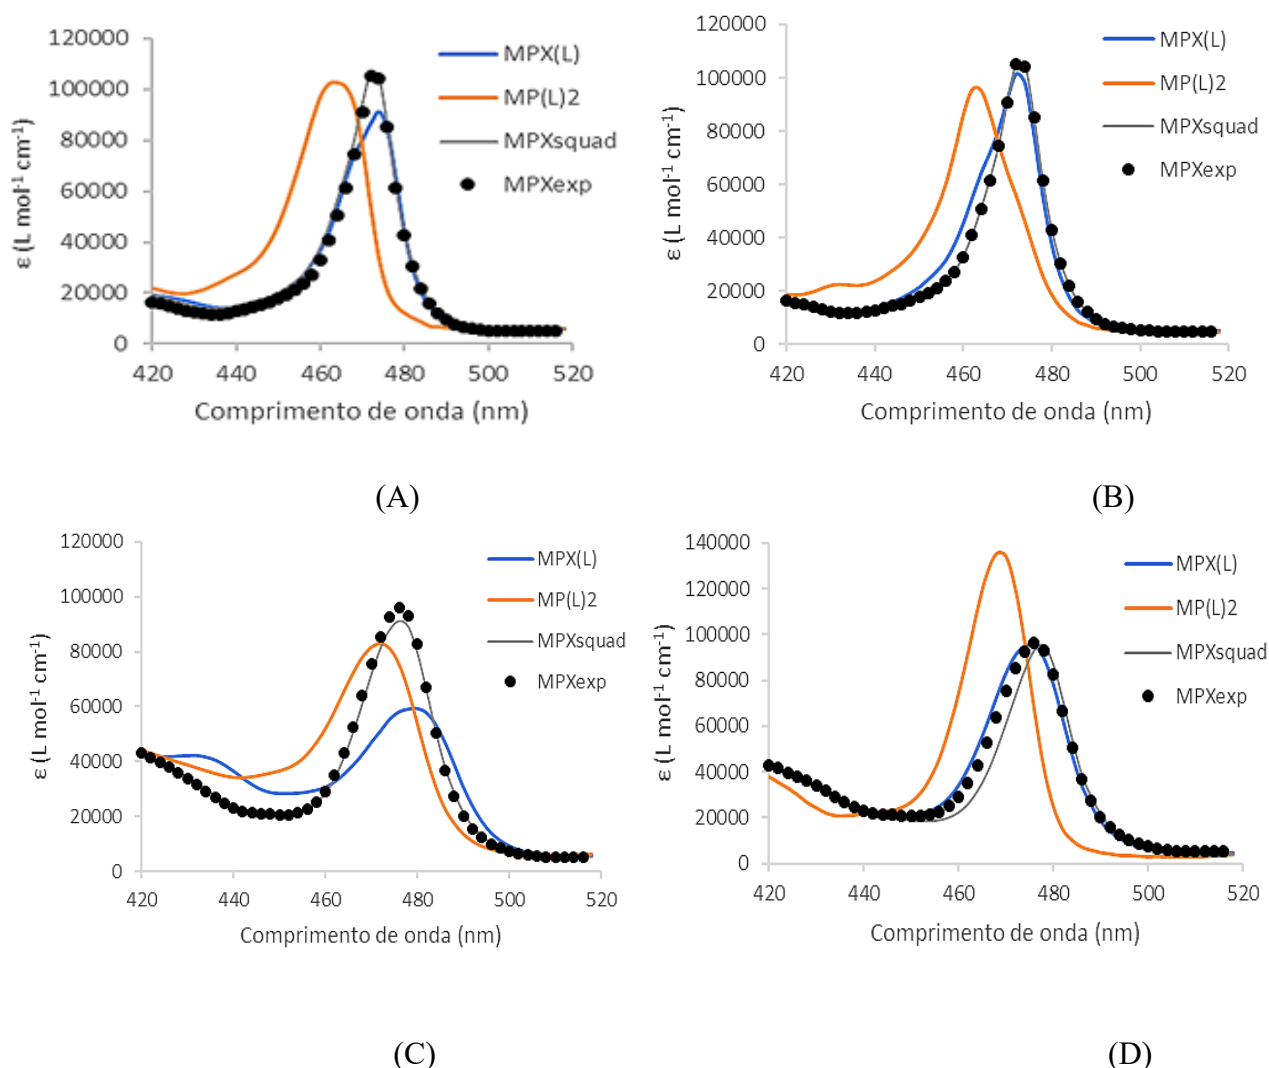 120000
100000
80000
60000
40000
20000
0
ε (L mol-1 cm-1)
420 440 460 480 500 520
Comprimento de onda (nm)
MPX(L)
MP(L)2
MPXsquad
MPXexp
(A)
120000
100000
80000
60000
40000
20000
0
ε (L mol-1 cm-1)
420 440 460 480 500 520
Comprimento de onda (nm)
MPX(L)
MP(L)2
MPXsquad
MPXexp
(B)
120000
100000
80000
60000
40000
20000
0
ε (L mol-1 cm-1)
420 440 460 480 500 520
Comprimento de onda (nm)
MPX(L)
MP(L)2
MPXsquad
MPXexp
(C)
140000
120000
100000
80000
60000
40000
20000
0
ε (L mol-1 cm-1)
420 440 460 480 500 520
Comprimento de onda (nm)
MPX(L)
MP(L)2
MPXsquad
MPXexp
(D)